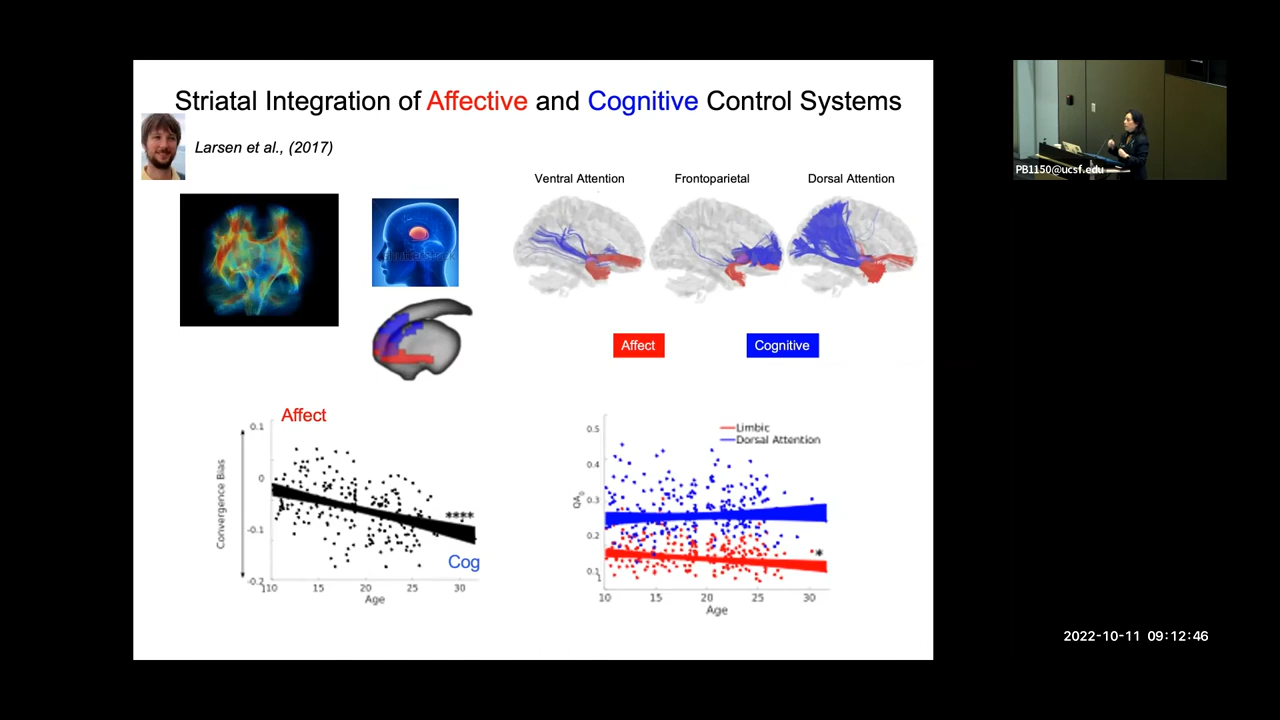 Striatal Integration of Affective and Cognitive Control Systems
Larsen et al., (2017)
Ventral Attention
Frontoparietal
Dorsal Attention
Affect
Cognitive
Affect
0.1
0
-0.1
-0.2
Convergence Bias
****
Cog
10
15
20
25
30
Age
Limbic
Dorsal Attention
0.5
0.4
0.3
0.2
0.1
QA₀
*
10
15
20
25
30
Age
PB1150@ucsf.edu
2022-10-11 09:12:46